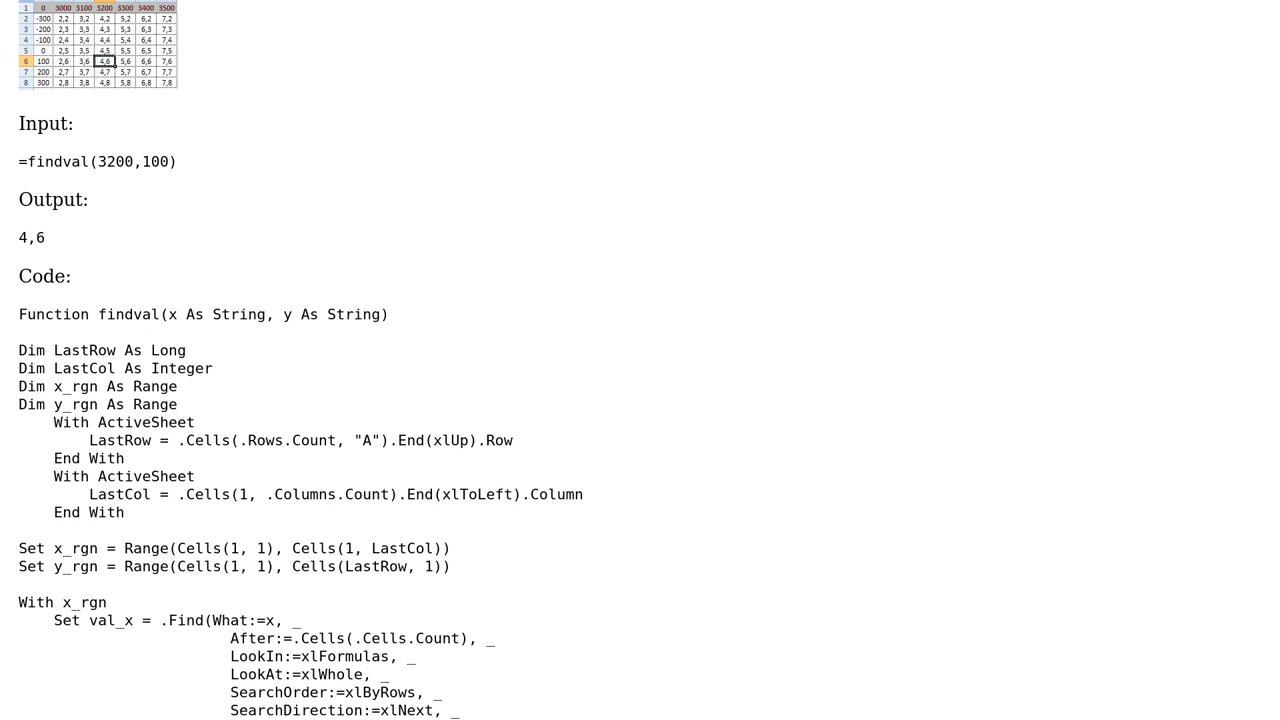 1 0 3000 3100 3200 3300 3400 3500
2 -300 2,2 3,2 4,2 5,2 6,2 7,2
3 -200 2,3 3,3 4,3 5,3 6,3 7,3
4 -100 2,4 3,4 4,4 5,4 6,4 7,4
5 0 2,5 3,5 4,5 5,5 6,5 7,5
6 100 2,6 3,6 4,6 5,6 6,6 7,6
7 200 2,7 3,7 4,7 5,7 6,7 7,7
8 300 2,8 3,8 4,8 5,8 6,8 7,8
Input:
=findval(3200,100)
Output:
4,6
Code:
Function findval(x As String, y As String)
Dim LastRow As Long
Dim LastCol As Integer
Dim x_rgn As Range
Dim y_rgn As Range
    With ActiveSheet
        LastRow = .Cells(.Rows.Count, "A").End(xlUp).Row
    End With
    With ActiveSheet
        LastCol = .Cells(1, .Columns.Count).End(xlToLeft).Column
    End With
Set x_rgn = Range(Cells(1, 1), Cells(1, LastCol))
Set y_rgn = Range(Cells(1, 1), Cells(LastRow, 1))
With x_rgn
    Set val_x = .Find(What:=x, _
                        After:=.Cells(.Cells.Count), _
                        LookIn:=xlFormulas, _
                        LookAt:=xlWhole, _
                        SearchOrder:=xlByRows, _
                        SearchDirection:=xlNext, _